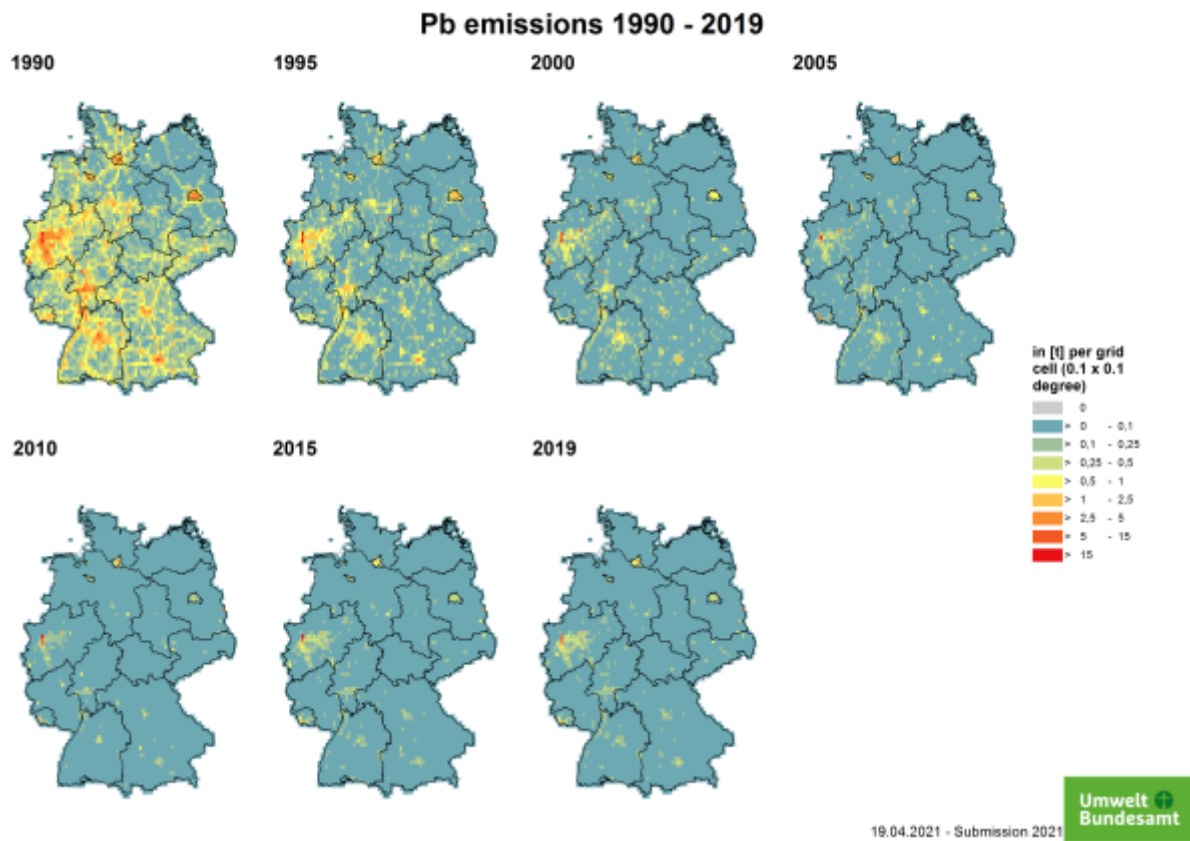 Pb emissions 1990 - 2019
1990
1995
2000
2005
in [t] per grid
cell (0.1 x 0.1
degree)
0
> 0 - 0,1
> 0,1 - 0,25
> 0,25 - 0,5
> 0,5 - 1
> 1 - 2,5
> 2,5 - 5
> 5 - 15
> 15
2010
2015
2019
Umwelt
Bundesamt
19.04.2021 - Submission 2021